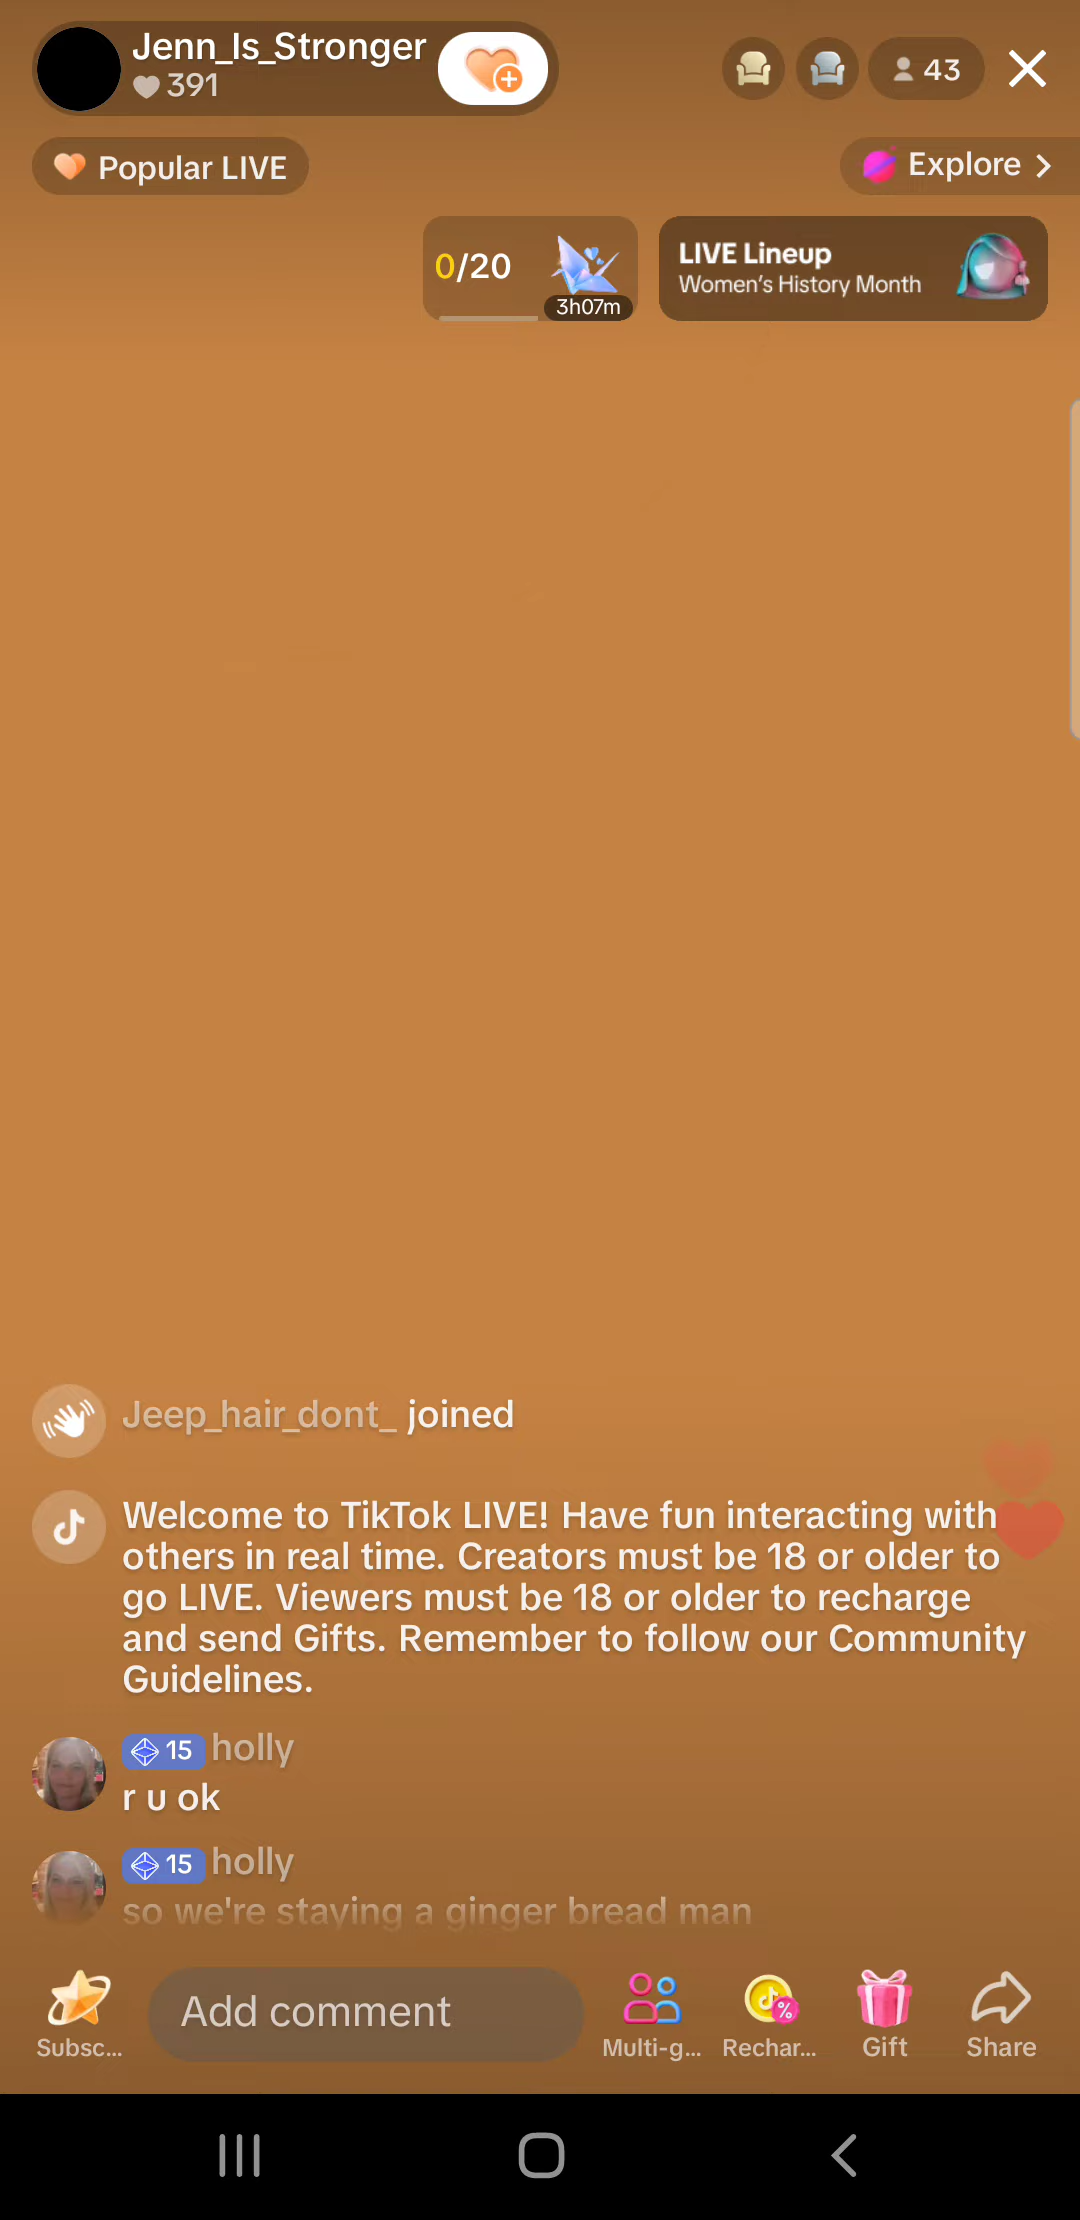 Jenn_Is_Stronger
391
43
Popular LIVE
Explore
0/20
3h07m
LIVE Lineup
Women's History Month
Jeep_hair_dont_ joined
Welcome to TikTok LIVE! Have fun interacting with
others in real time. Creators must be 18 or older to
go LIVE. Viewers must be 18 or older to recharge
and send Gifts. Remember to follow our Community
Guidelines.
15 holly
r u ok
15 holly
so we're staying a ginger bread man
Add comment
Subsc...
Multi-g...
Rechar...
Gift
Share